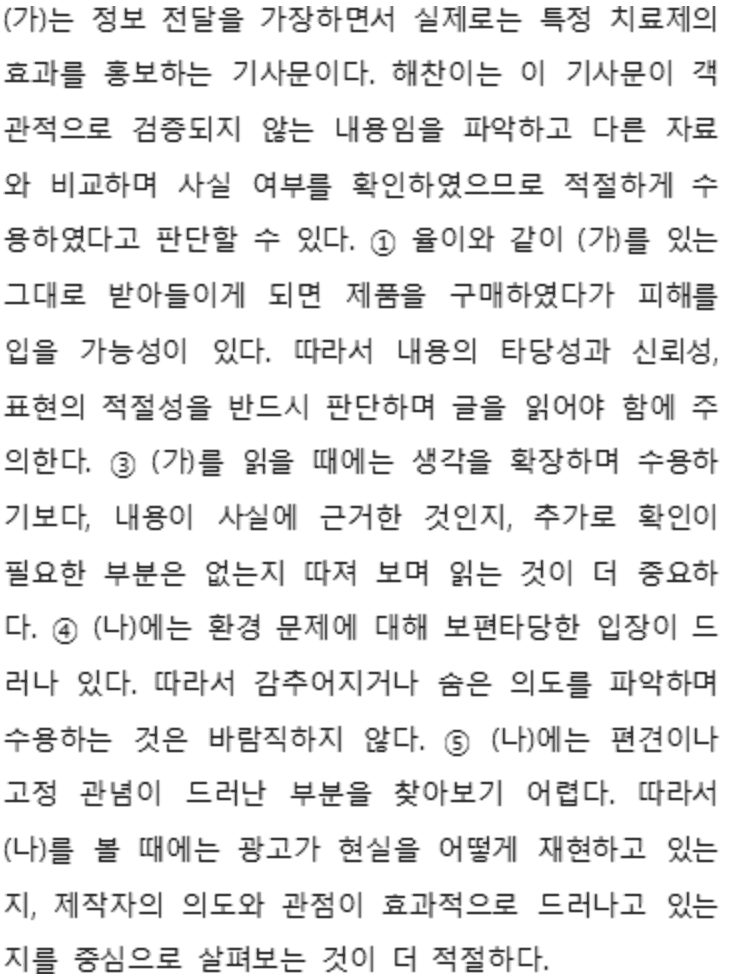 (가)는 정보 전달을 가장하면서 실제로는 특정 치료제의
효과를 홍보하는 기사문이다. 해찬이는 이 기사문이 객
관적으로 검증되지 않는 내용임을 파악하고 다른 자료
와 비교하며 사실 여부를 확인하였으므로 적절하게 수
용하였다고 판단할 수 있다. ① 율이와 같이 (가)를 있는
그대로 받아들이게 되면 제품을 구매하였다가 피해를
입을 가능성이 있다. 따라서 내용의 타당성과 신뢰성,
표현의 적절성을 반드시 판단하며 글을 읽어야 함에 주
의한다. ③ (가)를 읽을 때에는 생각을 확장하며 수용하
기보다, 내용이 사실에 근거한 것인지, 추가로 확인이
필요한 부분은 없는지 따져 보며 읽는 것이 더 중요하
다. ④ (나)에는 환경 문제에 대해 보편타당한 입장이 드
러나 있다. 따라서 감추어지거나 숨은 의도를 파악하며
수용하는 것은 바람직하지 않다. ⑤ (나)에는 편견이나
고정 관념이 드러난 부분을 찾아보기 어렵다. 따라서
(나)를 볼 때에는 광고가 현실을 어떻게 재현하고 있는
지, 제작자의 의도와 관점이 효과적으로 드러나고 있는
지를 중심으로 살펴보는 것이 더 적절하다.